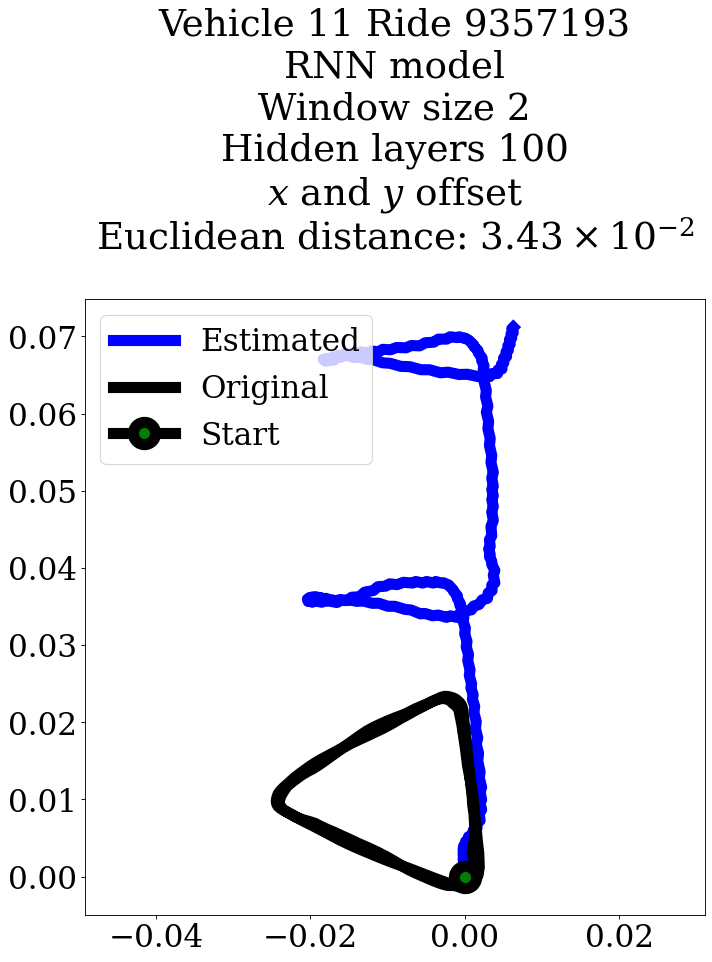 Vehicle 11 Ride 9357193
RNN model
Window size 2
Hidden layers 100
x and y offset
Euclidean distance: 3.43 × 10⁻²
Estimated
Original
Start
0.07
0.06
0.05
0.04
0.03
0.02
0.01
0.00
−0.04 −0.02 0.00 0.02